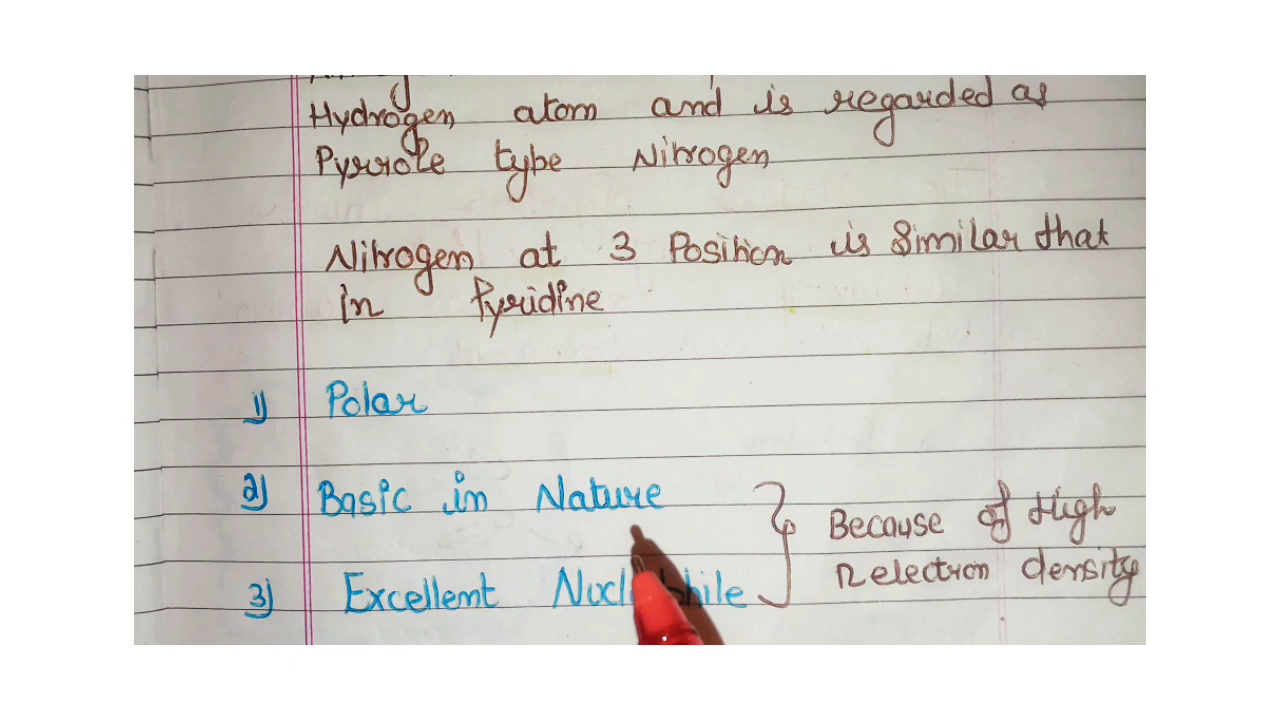 Hydrogen atom and is regarded as
Pyrrole type Nitrogen
Nitrogen at 3 Position is Similar that
in Pyridine
1) Polar
2) Basic in Nature
3) Excellent
} Because of High
π electron density